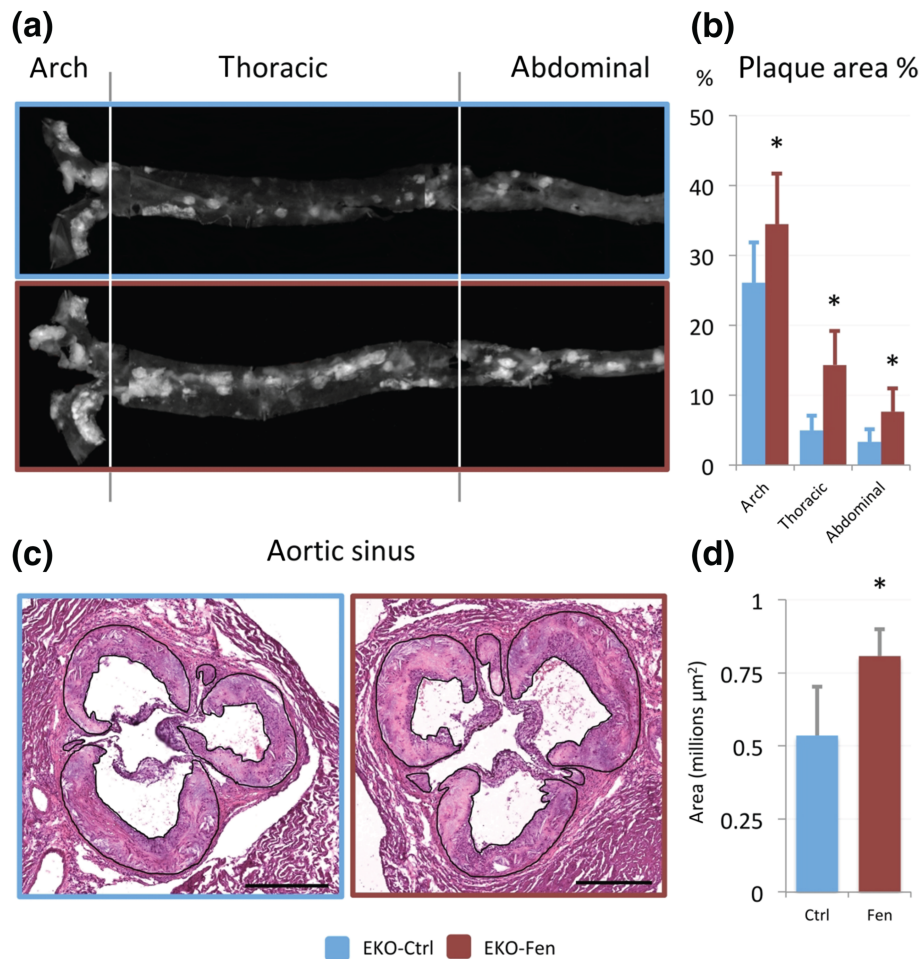 (a)
Arch Thoracic Abdominal
(b)
% Plaque area %
50
40
30
20
10
0
* * *
Arch Thoracic Abdominal
(c)
Aortic sinus
(d)
Area (millions µm²)
1
0.75
0.5
0.25
0
*
Ctrl Fen
EKO-Ctrl EKO-Fen